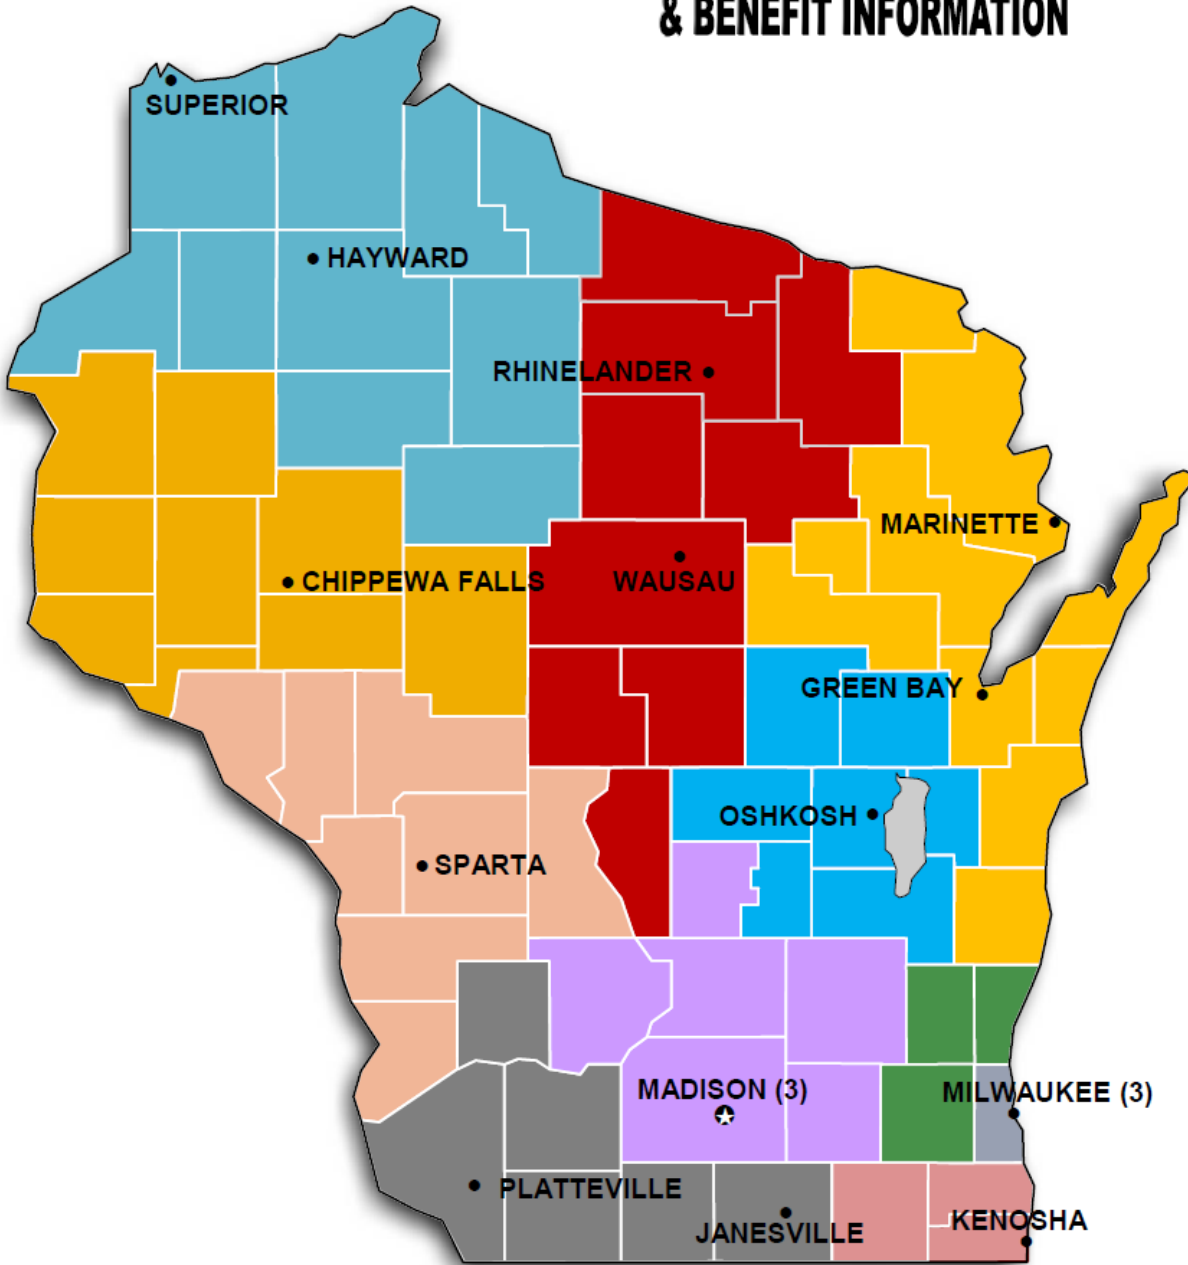 & BENEFIT INFORMATION
SUPERIOR
HAYWARD
RHINELANDER
MARINETTE
CHIPPEWA FALLS
WAUSAU
GREEN BAY
OSHKOSH
SPARTA
MADISON (3)
MILWAUKEE (3)
PLATTEVILLE
JANESVILLE
KENOSHA